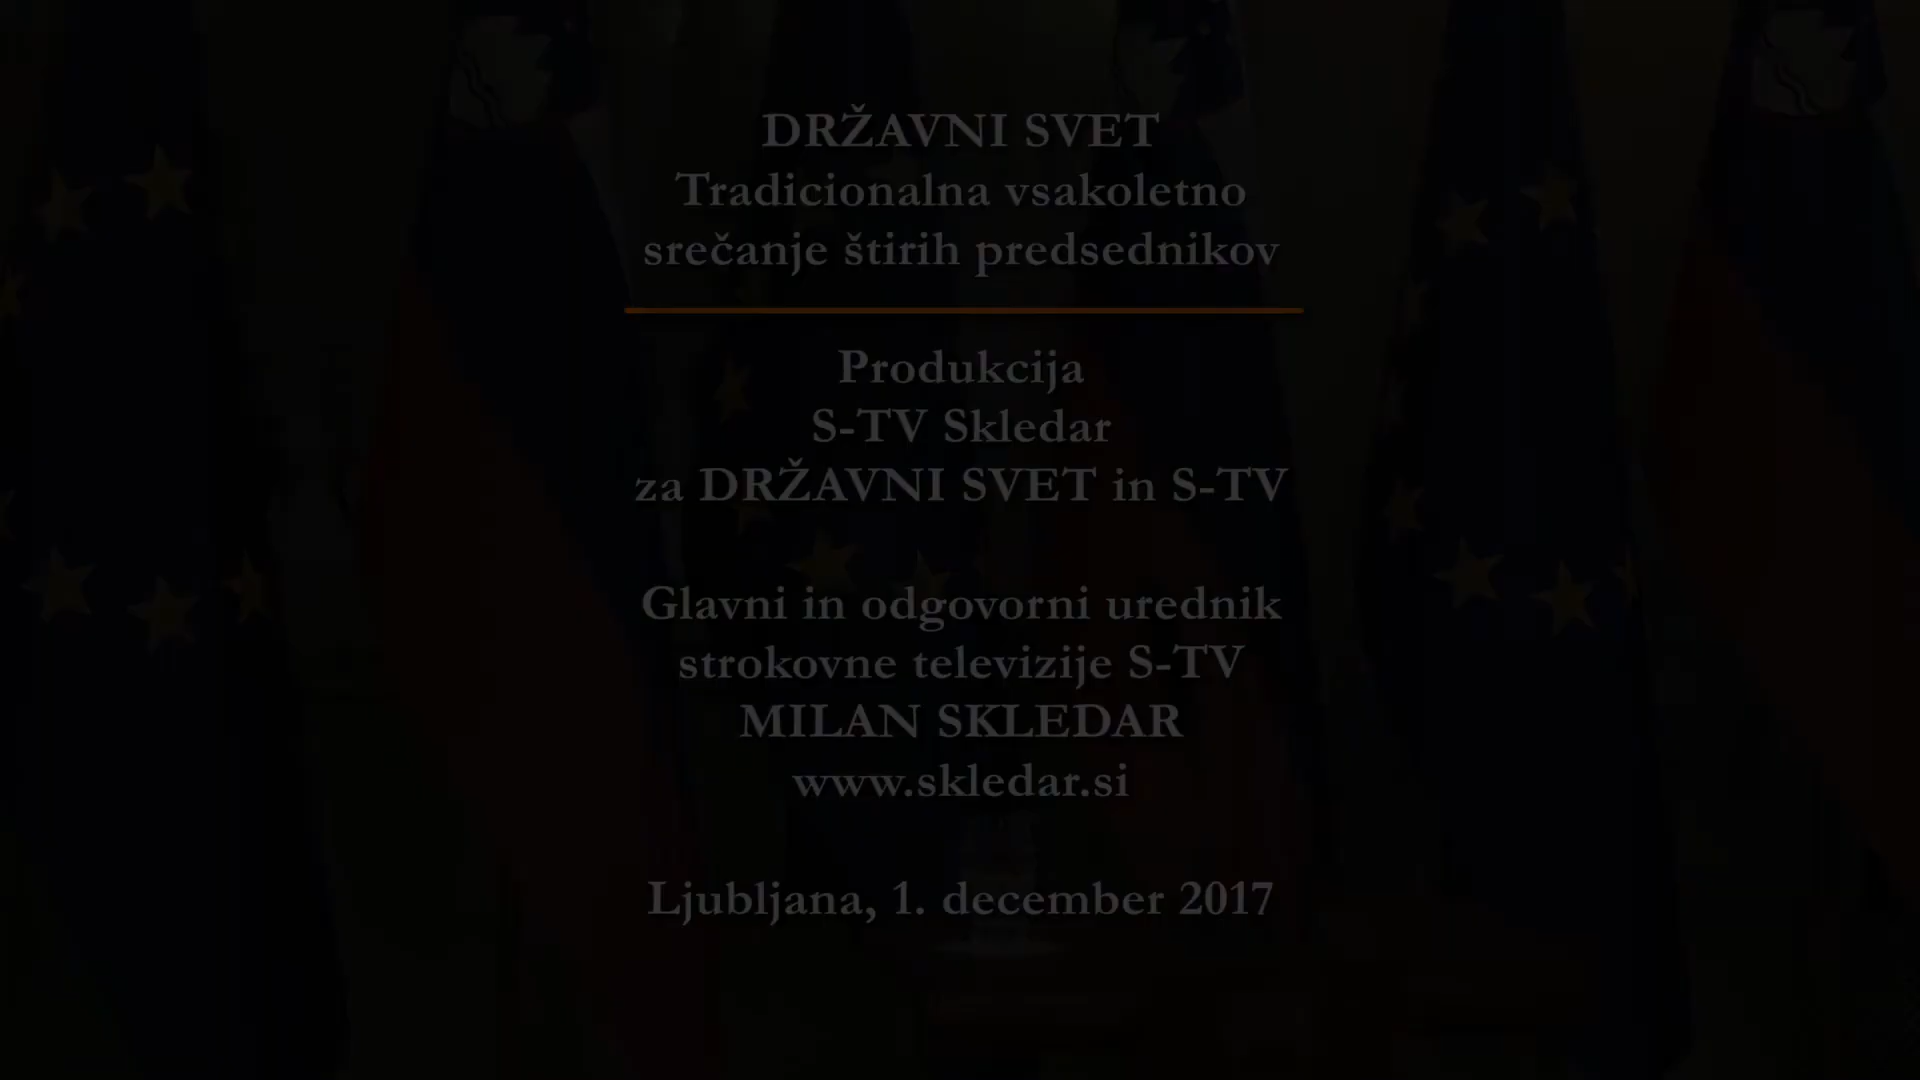 DRŽAVNI SVET
Tradicionalna vsakoletno
srečanje štirih predsednikov
Produkcija
S-TV Skledar
za DRŽAVNI SVET in S-TV
Glavni in odgovorni urednik
strokovne televizije S-TV
MILAN SKLEDAR
www.skledar.si
Ljubljana, 1. december 2017